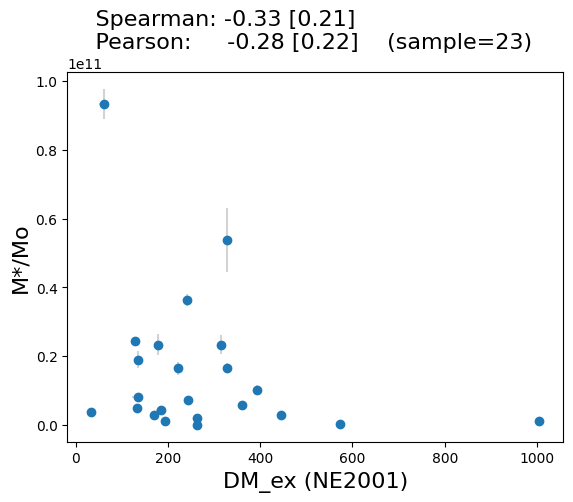 Spearman: -0.33 [0.21]
Pearson: -0.28 [0.22] (sample=23)
1e11
1.0
0.8
0.6
0.4
0.2
0.0
M*/Mo
0 200 400 600 800 1000
DM_ex (NE2001)